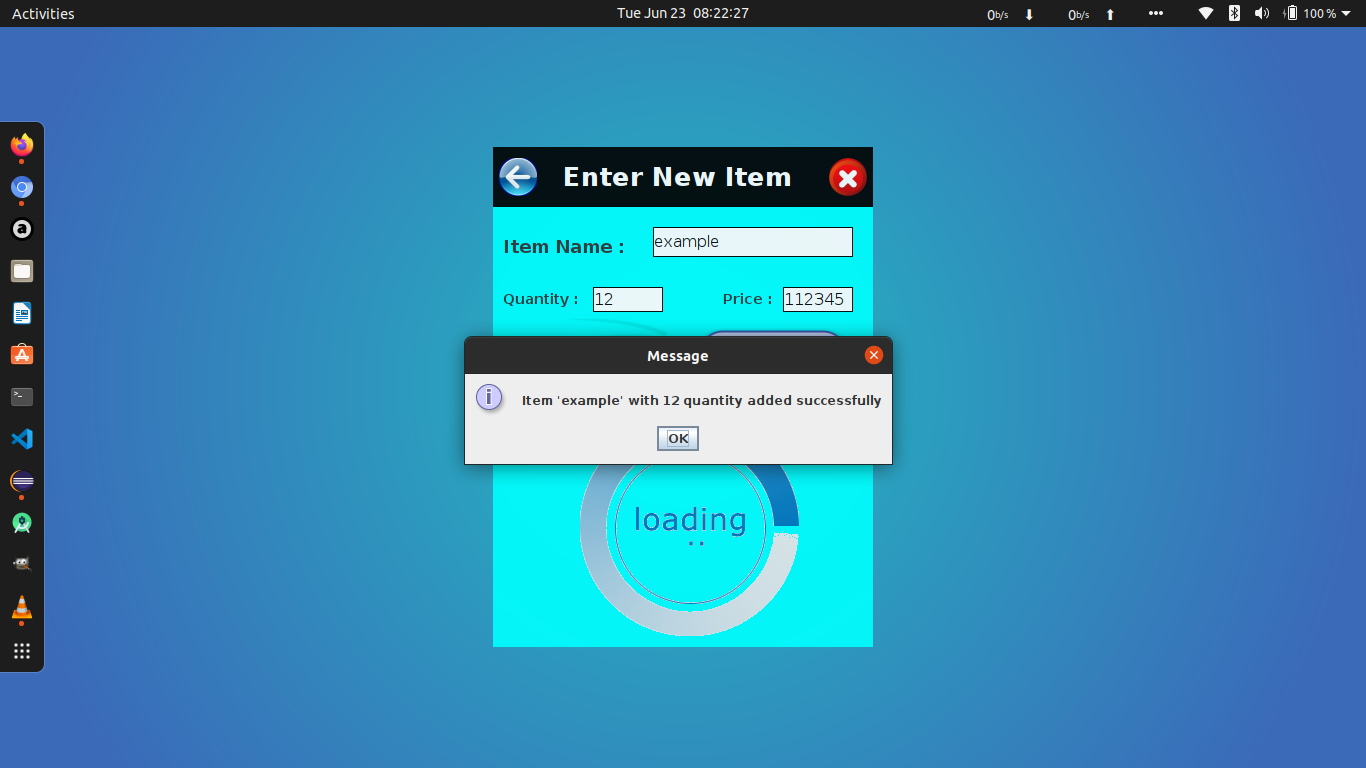 Activities
Tue Jun 23 08:22:27
0b/s
0b/s
100 %
Enter New Item
Item Name :
example
Quantity :
12
Price :
112345
Message
Item 'example' with 12 quantity added successfully
OK
loading
..